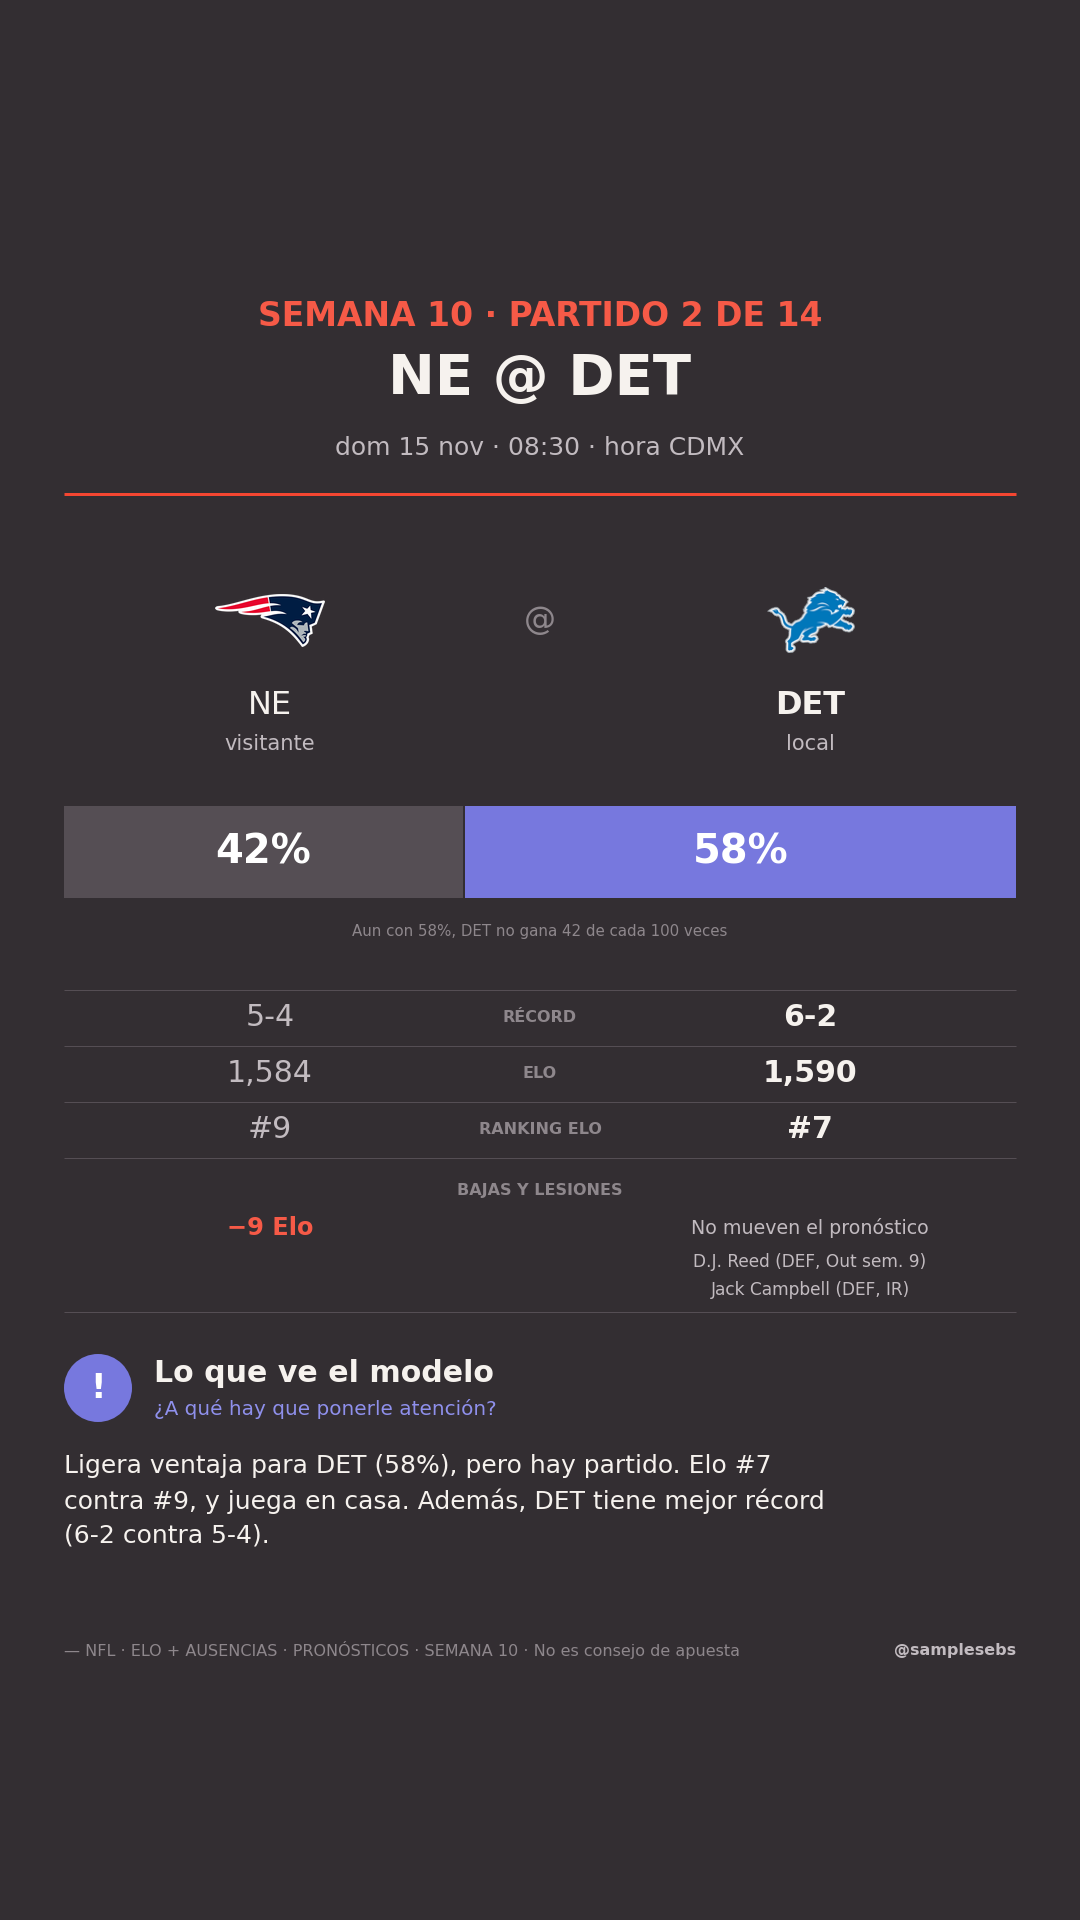 SEMANA 10 · PARTIDO 2 DE 14
NE @ DET
dom 15 nov · 08:30 · hora CDMX
@
NE
DET
visitante
local
42%
58%
Aun con 58%, DET no gana 42 de cada 100 veces
5-4 RÉCORD 6-2
1,584 ELO 1,590
#9 RANKING ELO #7
BAJAS Y LESIONES
−9 Elo
No mueven el pronóstico
D.J. Reed (DEF, Out sem. 9)
Jack Campbell (DEF, IR)
!
Lo que ve el modelo
¿A qué hay que ponerle atención?
Ligera ventaja para DET (58%), pero hay partido. Elo #7
contra #9, y juega en casa. Además, DET tiene mejor récord
(6-2 contra 5-4).
— NFL · ELO + AUSENCIAS · PRONÓSTICOS · SEMANA 10 · No es consejo de apuesta
@samplesebs